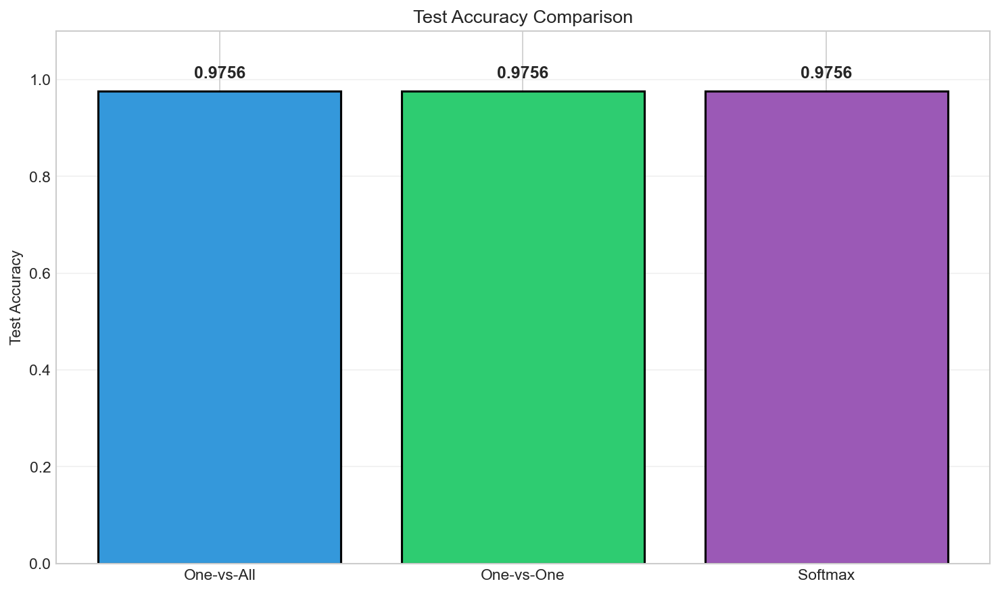 Test Accuracy Comparison
Test Accuracy
1.0
0.8
0.6
0.4
0.2
0.0
0.9756
0.9756
0.9756
One-vs-All
One-vs-One
Softmax